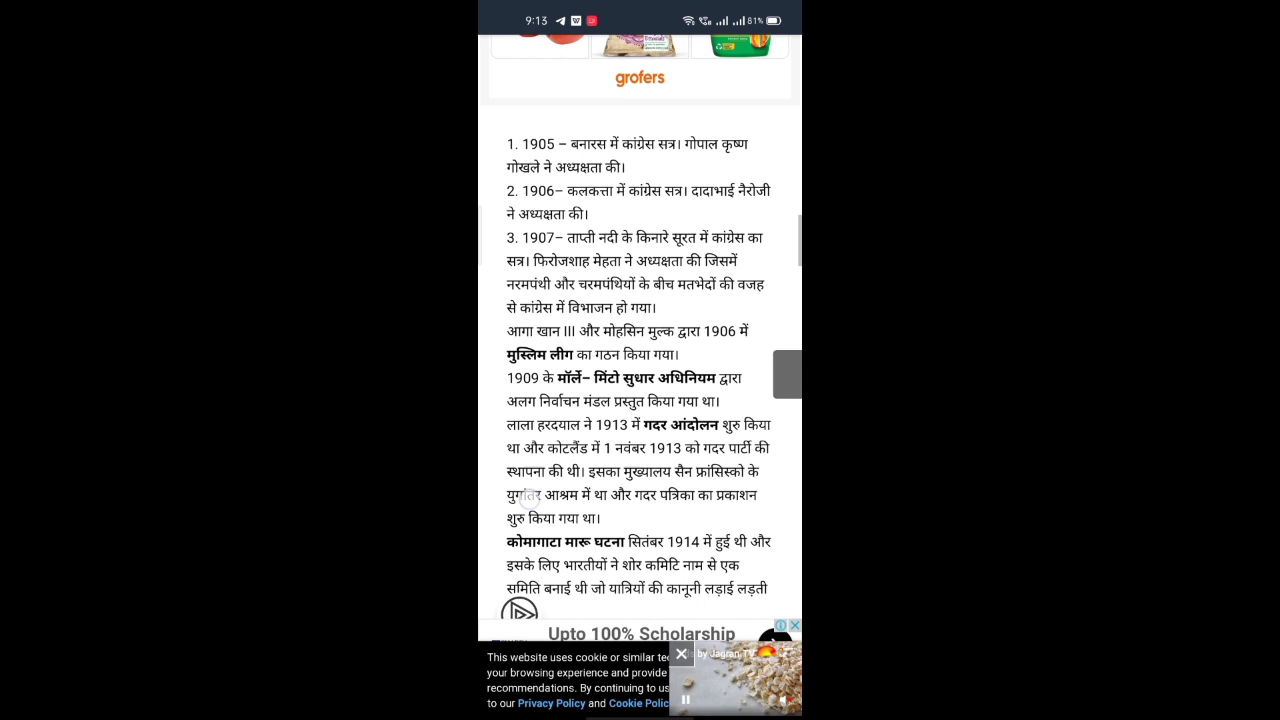 9:13
81%
grofers
1. 1905 – बनारस में कांग्रेस सत्र। गोपाल कृष्ण
गोखले ने अध्यक्षता की।
2. 1906– कलकत्ता में कांग्रेस सत्र। दादाभाई नैरोजी
ने अध्यक्षता की।
3. 1907– ताप्ती नदी के किनारे सूरत में कांग्रेस का
सत्र। फिरोजशाह मेहता ने अध्यक्षता की जिसमें
नरमपंथी और चरमपंथियों के बीच मतभेदों की वजह
से कांग्रेस में विभाजन हो गया।
आगा खान III और मोहसिन मुल्क द्वारा 1906 में
मुस्लिम लीग का गठन किया गया।
1909 के मॉर्ले– मिंटो सुधार अधिनियम द्वारा
अलग निर्वाचन मंडल प्रस्तुत किया गया था।
लाला हरदयाल ने 1913 में गदर आंदोलन शुरु किया
था और कोटलैंड में 1 नवंबर 1913 को गदर पार्टी की
स्थापना की थी। इसका मुख्यालय सैन फ्रांसिस्को के
युगांतर आश्रम में था और गदर पत्रिका का प्रकाशन
शुरु किया गया था।
कोमागाटा मारू घटना सितंबर 1914 में हुई थी और
इसके लिए भारतीयों ने शोर कमिटि नाम से एक
समिति बनाई थी जो यात्रियों की कानूनी लड़ाई लड़ती
Upto 100% Scholarship
This website uses cookie or similar
your browsing experience and provide
recommendations. By continuing to
to our Privacy Policy and Cookie
by Jagran TV